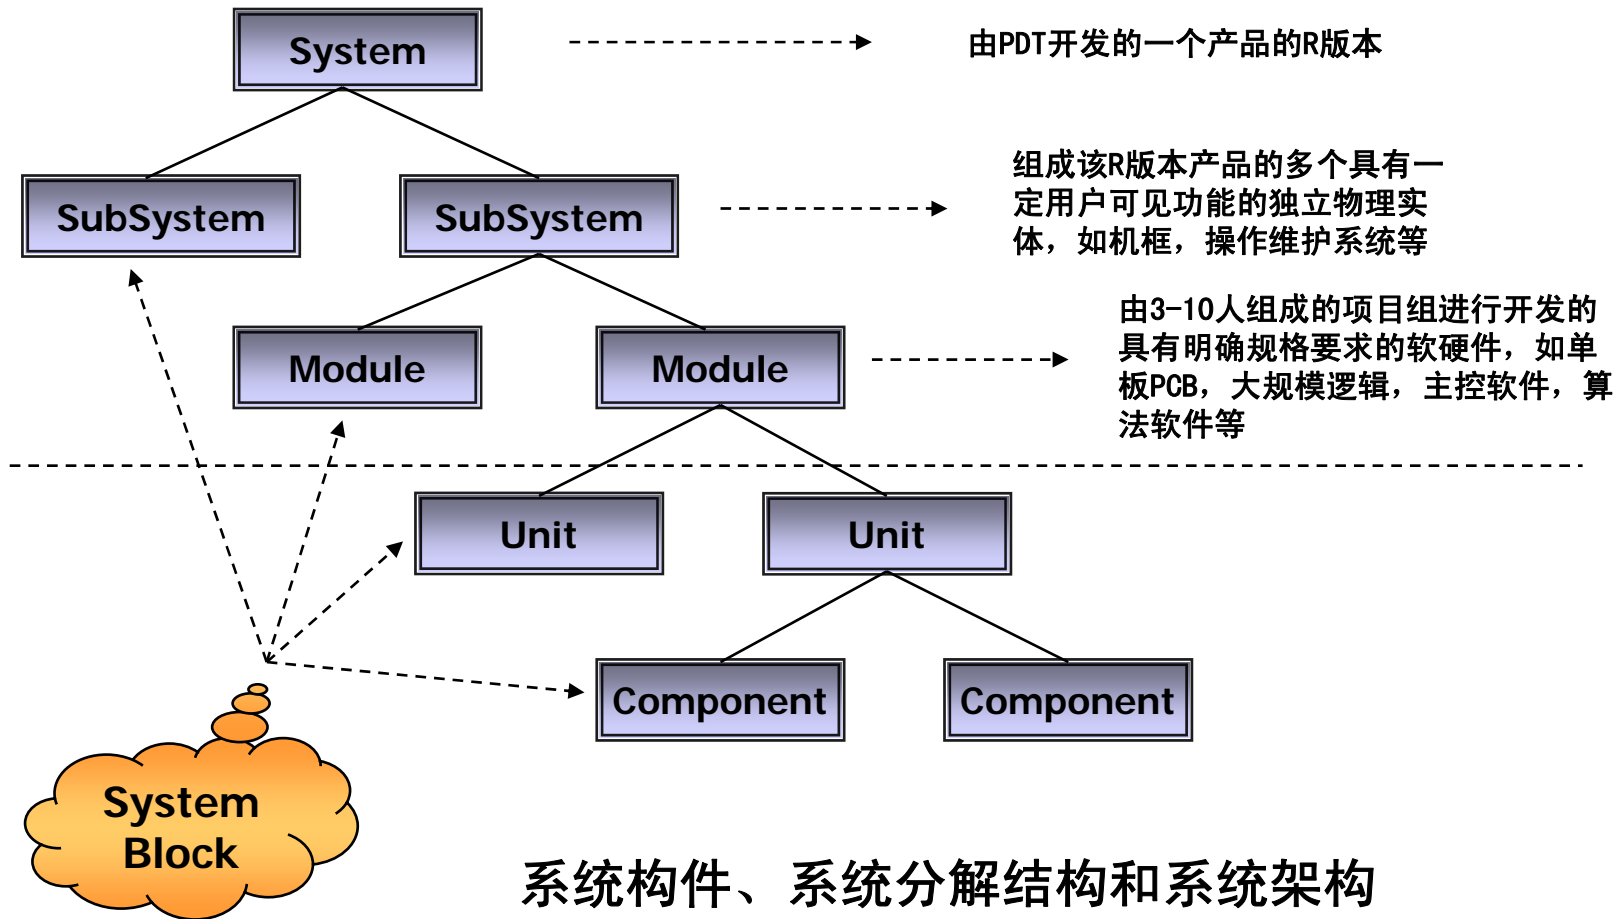 System
由PDT开发的一个产品的R版本
SubSystem
SubSystem
组成该R版本产品的多个具有一
定用户可见功能的独立物理实
体，如机框，操作维护系统等
Module
Module
由3-10人组成的项目组进行开发的
具有明确规格要求的软硬件，如单
板PCB，大规模逻辑，主控软件，算
法软件等
Unit
Unit
Component
Component
System
Block
系统构件、系统分解结构和系统架构